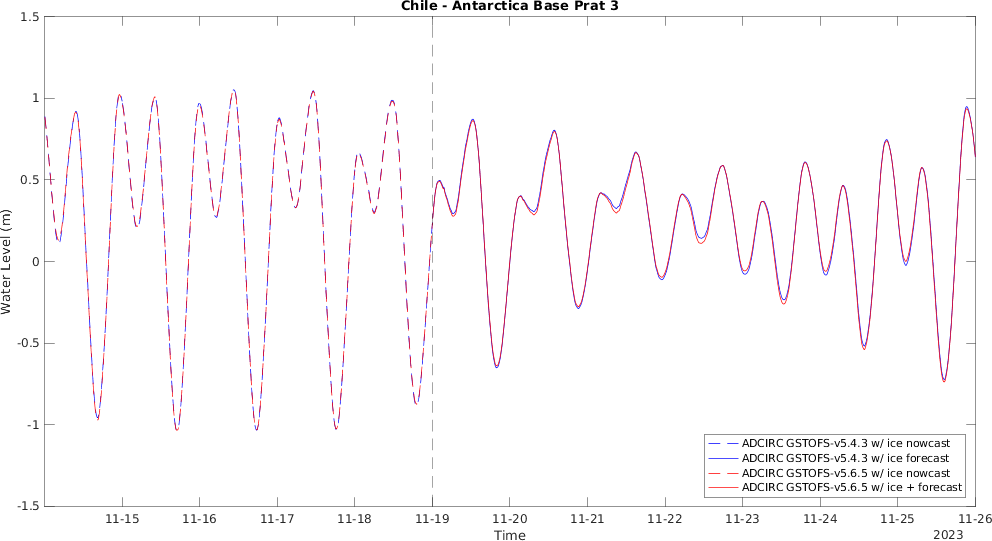 Chile - Antarctica Base Prat 3
1.5
1
0.5
0
-0.5
-1
-1.5
Water Level (m)
ADCIRC GSTOFS-v5.4.3 w/ ice nowcast
ADCIRC GSTOFS-v5.4.3 w/ ice forecast
ADCIRC GSTOFS-v5.6.5 w/ ice nowcast
ADCIRC GSTOFS-v5.6.5 w/ ice + forecast
11-15 11-16 11-17 11-18 11-19 11-20 11-21 11-22 11-23 11-24 11-25 11-26
Time
2023